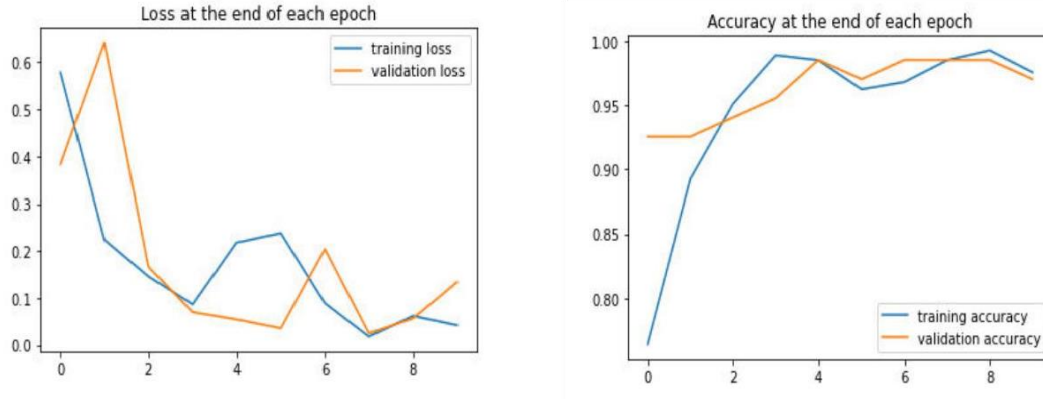 Loss at the end of each epoch
training loss
validation loss
0.6
0.5
0.4
0.3
0.2
0.1
0.0
0 2 4 6 8
Accuracy at the end of each epoch
1.00
0.95
0.90
0.85
0.80
training accuracy
validation accuracy
0 2 4 6 8